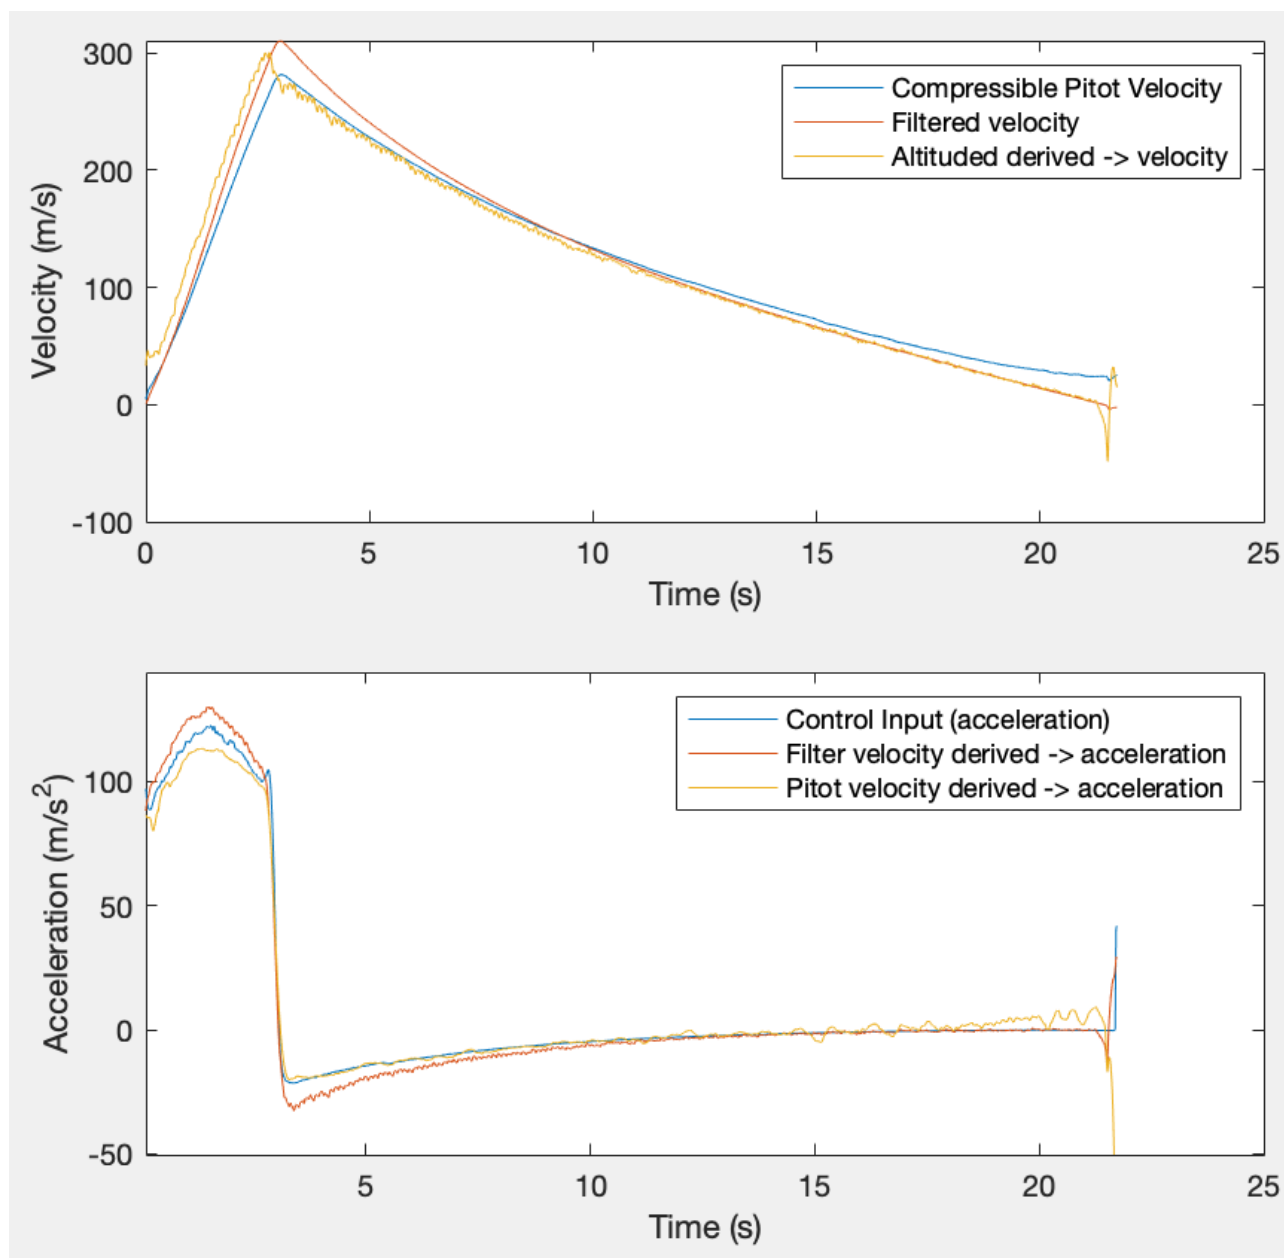 300
200
100
0
-100
Velocity (m/s)
Compressible Pitot Velocity
Filtered velocity
Altituded derived -> velocity
0 5 10 15 20 25
Time (s)
100
50
0
-50
Acceleration (m/s²)
Control Input (acceleration)
Filter velocity derived -> acceleration
Pitot velocity derived -> acceleration
5 10 15 20 25
Time (s)